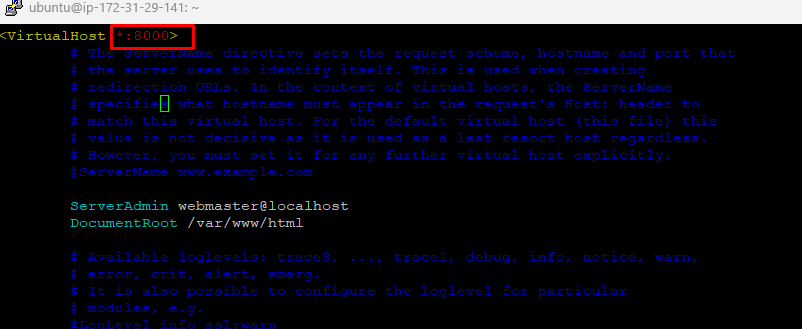 ubuntu@ip-172-31-29-141: ~
<VirtualHost *:8000>
# The ServerName directive sets the request scheme, hostname and port that
# the server uses to identify itself. This is used when creating
# redirection URLs. In the context of virtual hosts, the ServerName
# specifies what hostname must appear in the request's Host: header to
# match this virtual host. For the default virtual host (this file) this
# value is not decisive as it is used as a last resort host regardless.
# However, you must set it for any further virtual host explicitly.
#ServerName www.example.com
ServerAdmin webmaster@localhost
DocumentRoot /var/www/html
# Available loglevels: trace8, ..., trace1, debug, info, notice, warn,
# error, crit, alert, emerg.
# It is also possible to configure the loglevel for particular
# modules, e.g.
#LogLevel info ssl:warn